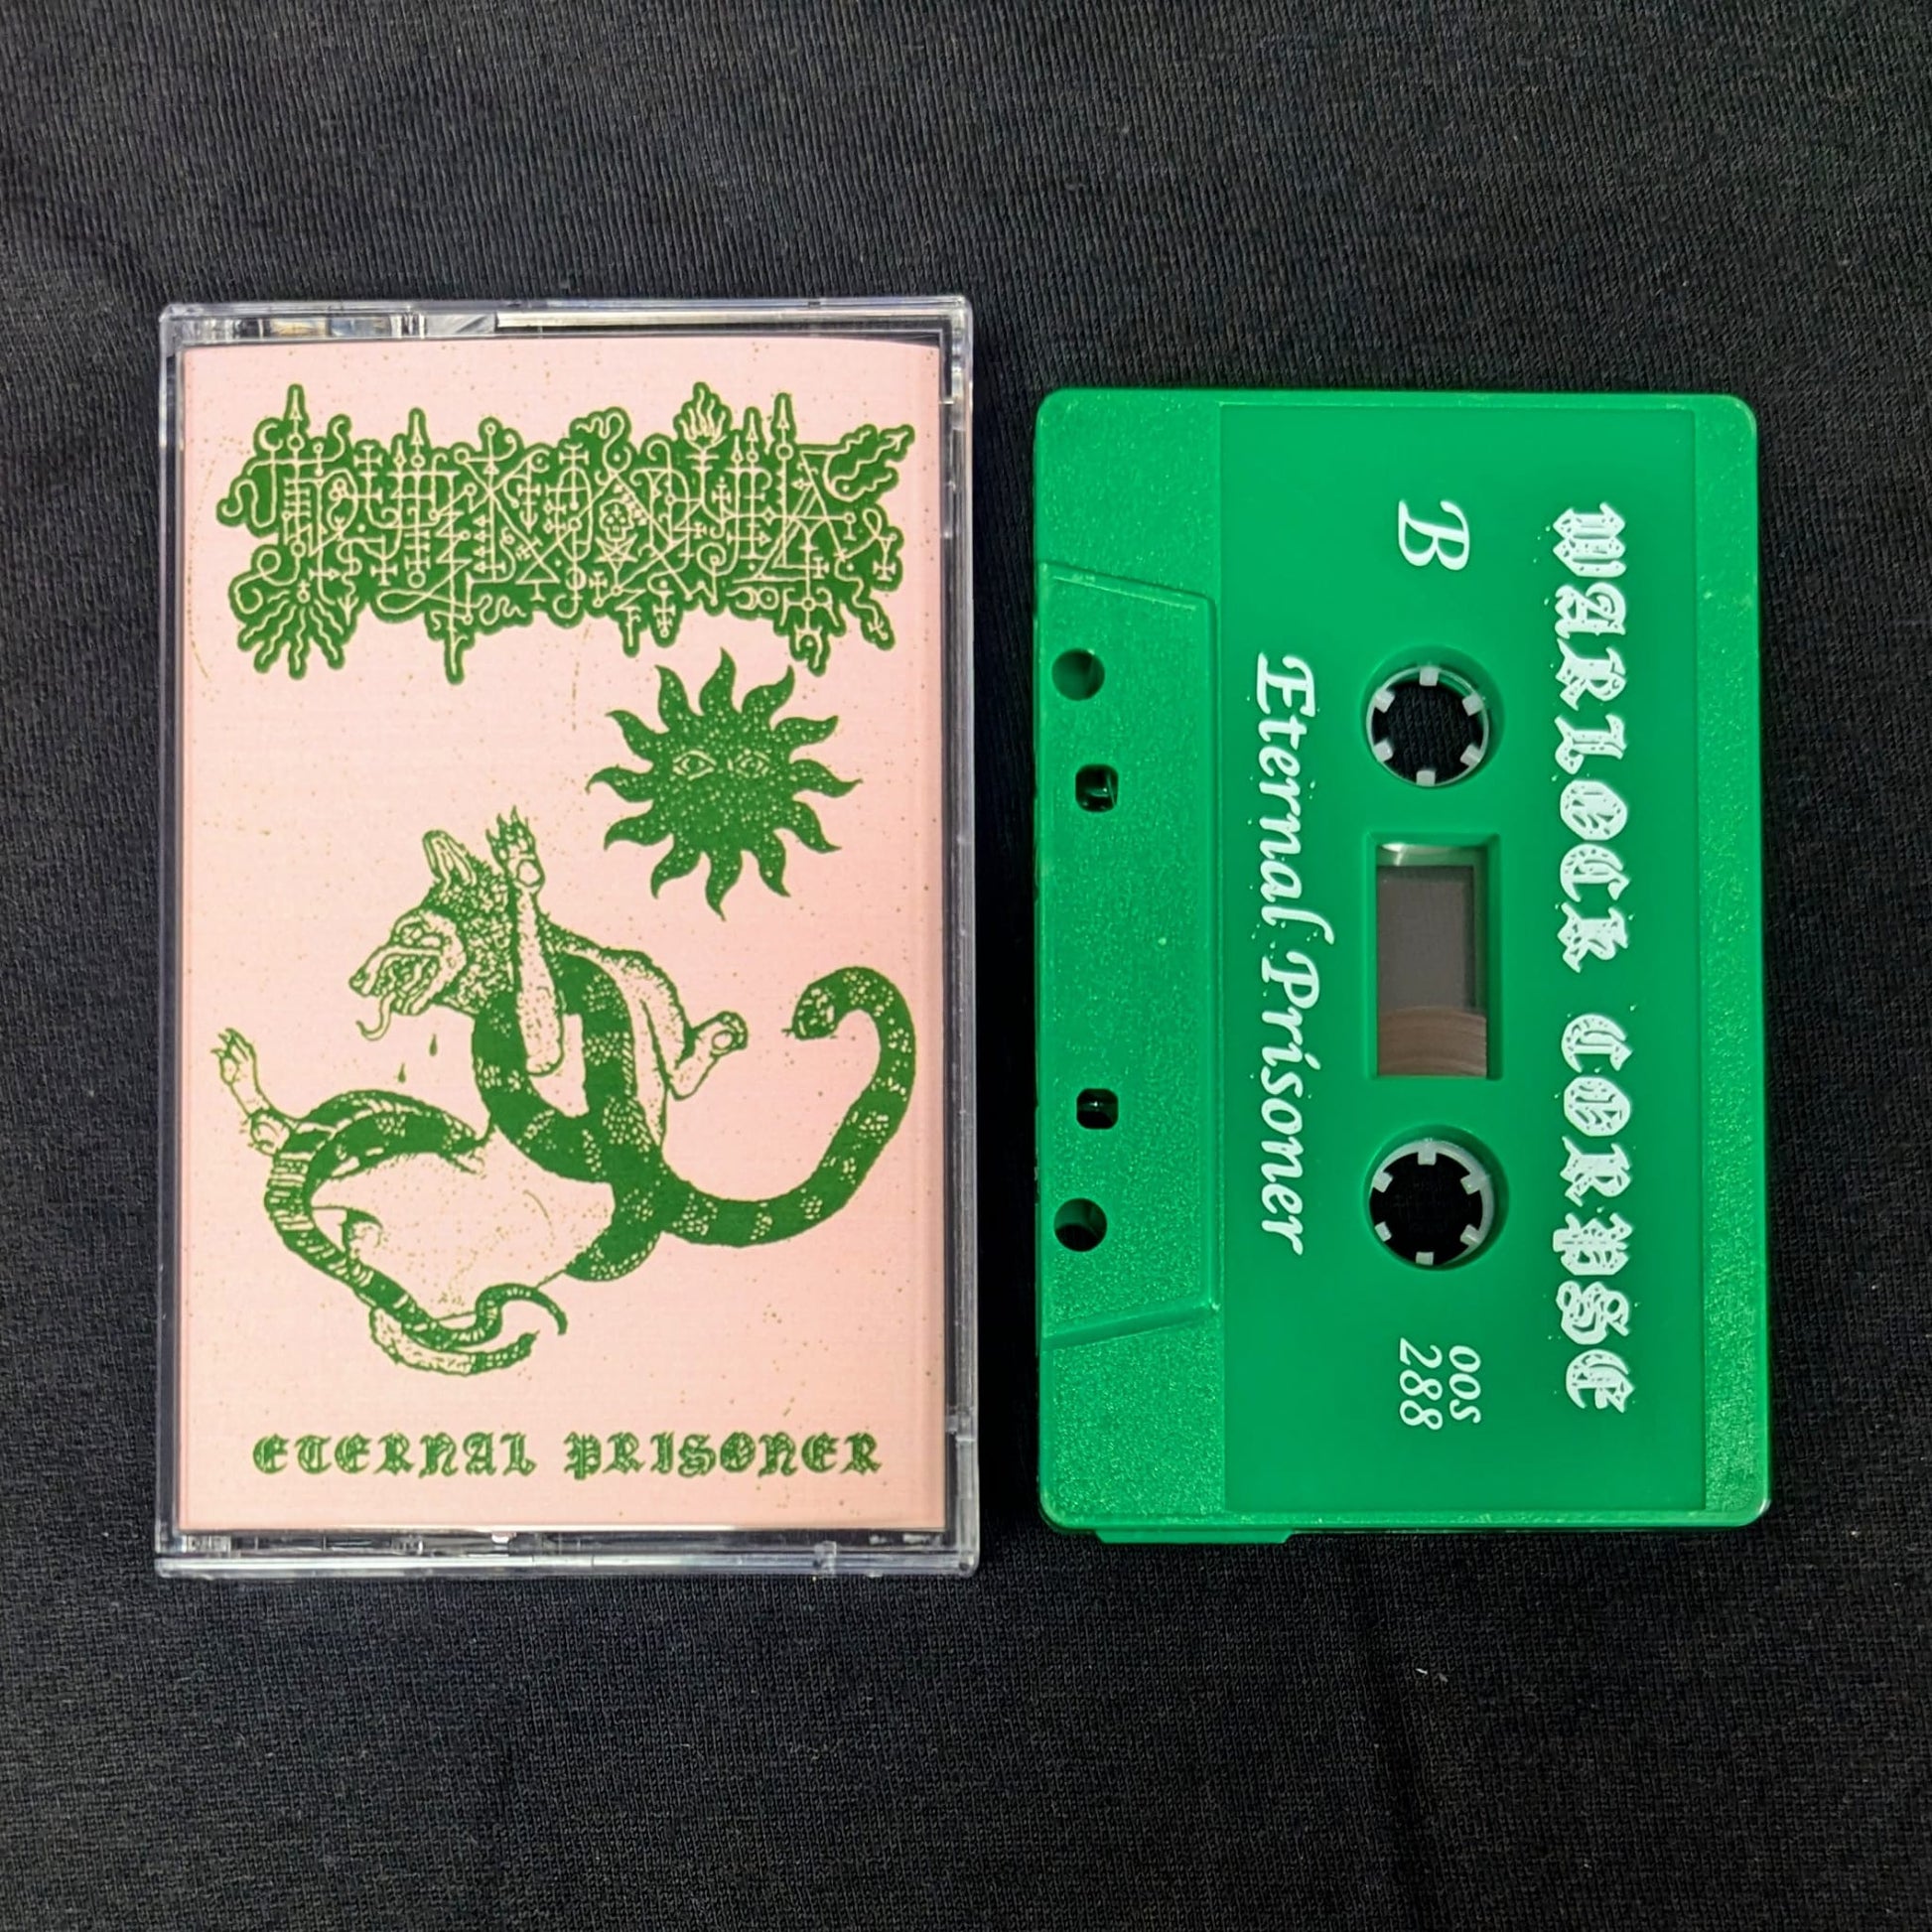 ETERNAL PRISONER
WARLOCK CORPSE
B
OOS
288
Eternal Prisoner